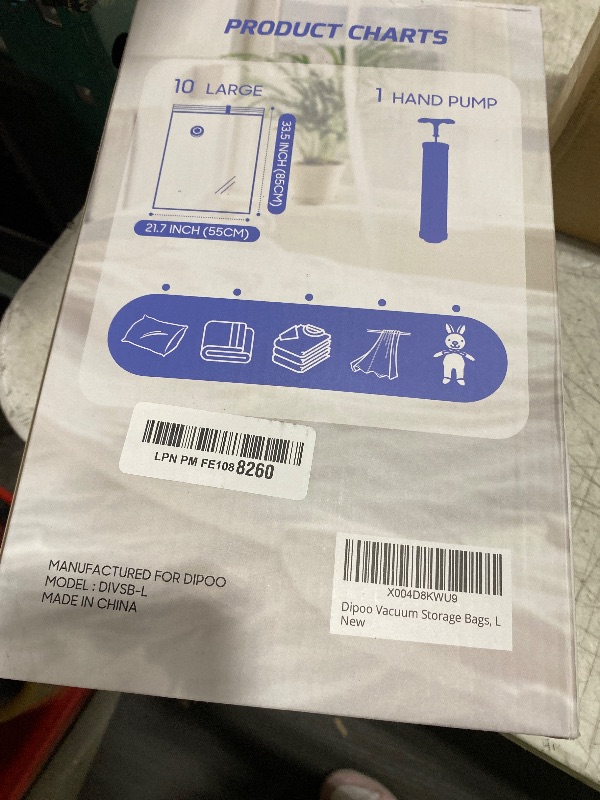 PRODUCT CHARTS
10 LARGE
1 HAND PUMP
33.5 INCH (85CM)
21.7 INCH (55CM)
LPN PM FE108 8260
MANUFACTURED FOR DIPOO
MODEL : DIVSB-L
MADE IN CHINA
X004D8KWU9
Dipoo Vacuum Storage Bags, L
New